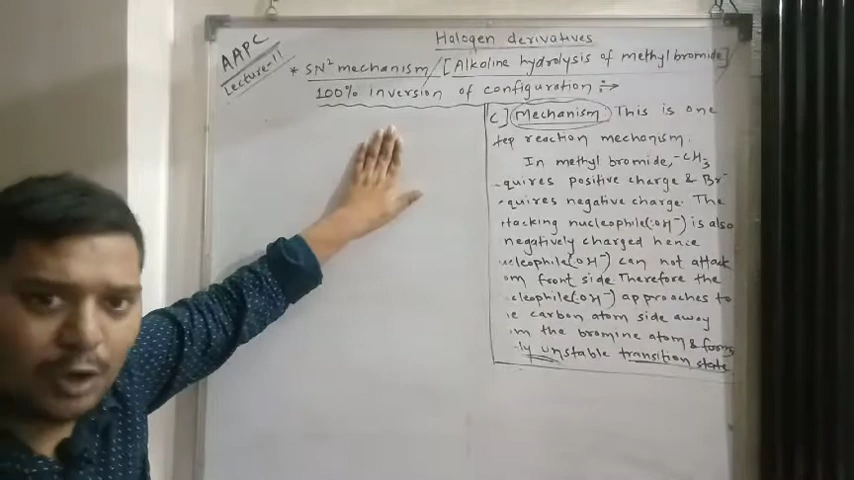 Halogen derivatives
AAPC
Lecture-11
* SN² mechanism/[Alkaline hydrolysis of methyl bromide]
100% inversion of configuration :→
c] Mechanism: This is one
tep reaction mechanism.
In methyl bromide, -CH₃
quires positive charge & Br⁻
quires negative charge. The
ttacking nucleophile(:OH⁻) is also
negatively charged hence
ucleophile(:OH⁻) can not attack
om front side. Therefore the
cleophile(:OH⁻) approaches to
e carbon atom side away
om the bromine atom & forms
ly unstable transition state